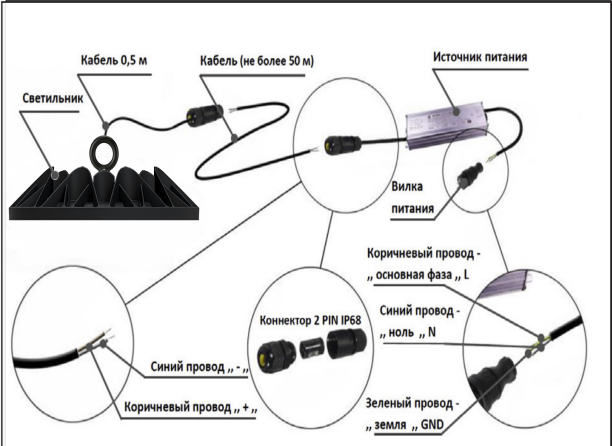 Кабель 0,5 м
Кабель (не более 50 м)
Источник питания
Светильник
Вилка
питания
Коричневый провод -
,, основная фаза ,, L
Коннектор 2 PIN IP68
Синий провод -
,, ноль ,, N
Синий провод ,, - ,,
Коричневый провод ,, + ,,
Зеленый провод -
,, земля ,, GND